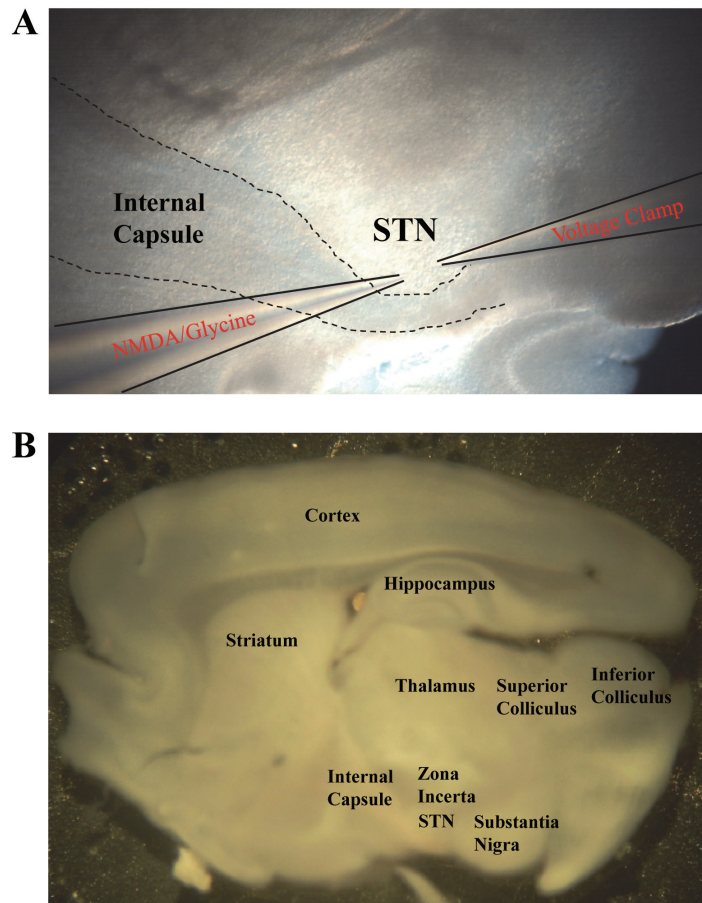 A
Internal
Capsule
STN
Voltage Clamp
NMDA/Glycine
B
Cortex
Hippocampus
Striatum
Thalamus
Superior
Colliculus
Inferior
Colliculus
Internal
Capsule
Zona
Incerta
STN
Substantia
Nigra